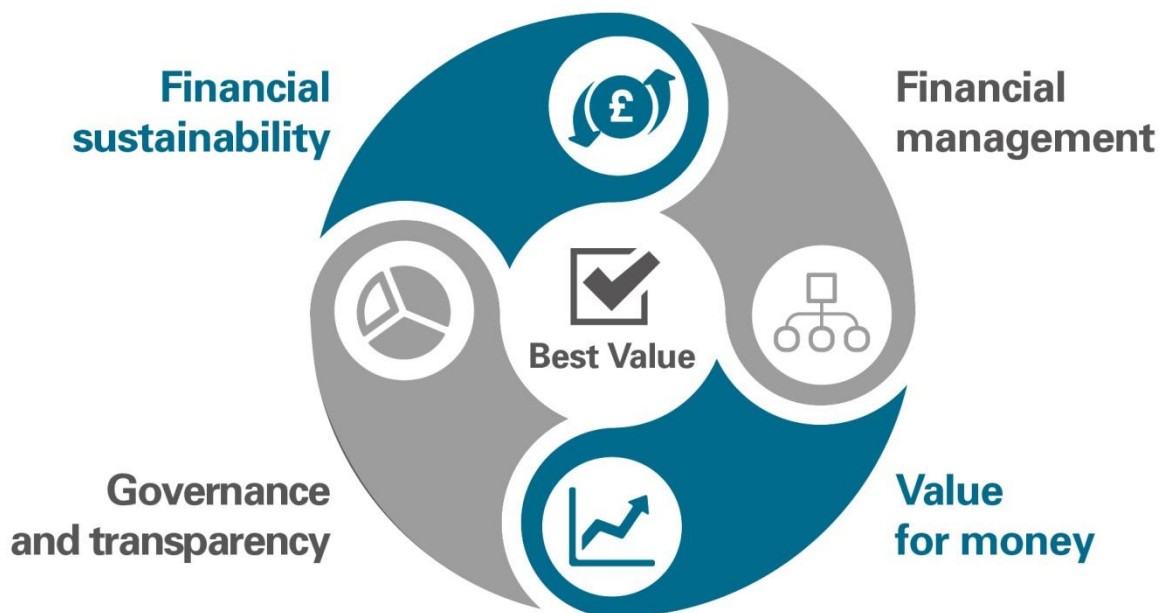 Financial
sustainability
£
Financial
management
Best Value
Governance
and transparency
Value
for money